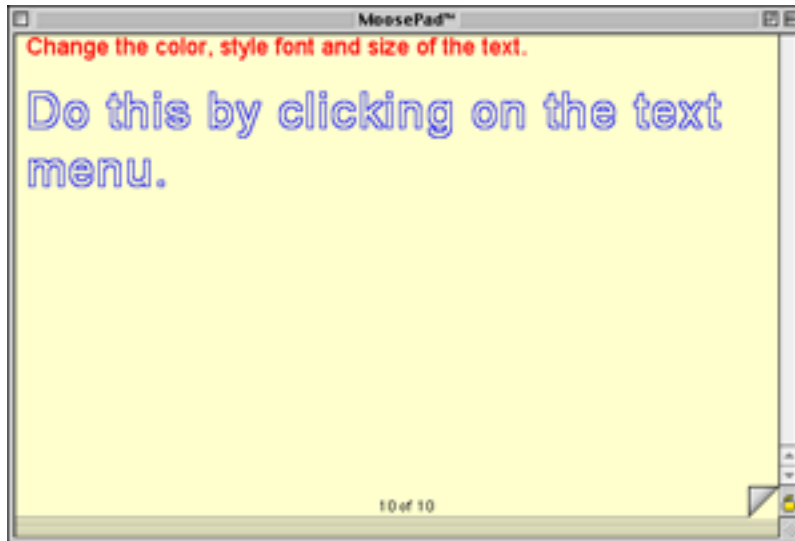 MoosePad™
Change the color, style font and size of the text.
Do this by clicking on the text
menu.
10 of 10